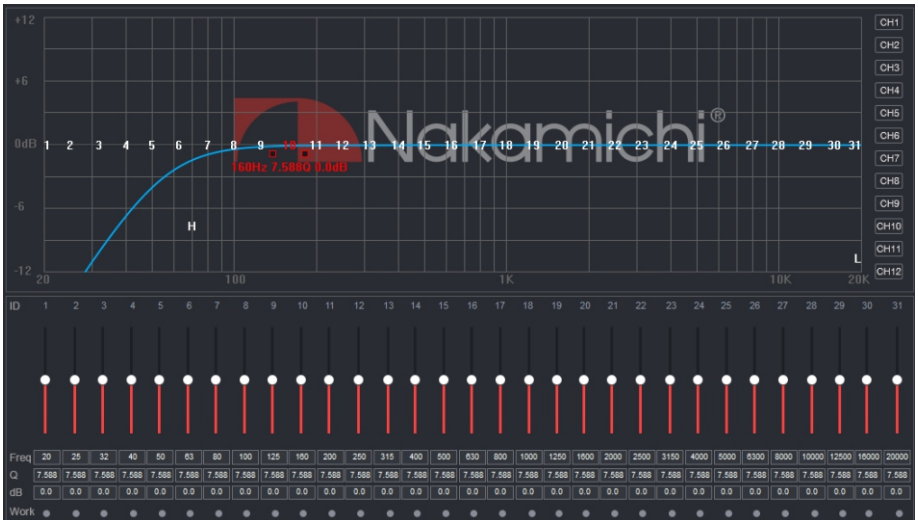 +12
CH1
CH2
+6
CH3
CH4
Nakamichi®
CH5
CH6
0dB 1 2 3 4 5 6 7 8 9 10 11 12 13 14 15 16 17 18 19 20 21 22 23 24 25 26 27 28 29 30 31
CH7
160Hz 7.588Q 0.0dB
CH8
-6
CH9
H
CH10
CH11
L
-12
CH12
20 100 1K 10K 20K
ID 1 2 3 4 5 6 7 8 9 10 11 12 13 14 15 16 17 18 19 20 21 22 23 24 25 26 27 28 29 30 31
Freq 20 25 32 40 50 63 80 100 125 160 200 250 315 400 500 630 800 1000 1250 1600 2000 2500 3150 4000 5000 6300 8000 10000 12500 16000 20000
Q 7.588 7.588 7.588 7.588 7.588 7.588 7.588 7.588 7.588 7.588 7.588 7.588 7.588 7.588 7.588 7.588 7.588 7.588 7.588 7.588 7.588 7.588 7.588 7.588 7.588 7.588 7.588 7.588 7.588 7.588 7.588
dB 0.0 0.0 0.0 0.0 0.0 0.0 0.0 0.0 0.0 0.0 0.0 0.0 0.0 0.0 0.0 0.0 0.0 0.0 0.0 0.0 0.0 0.0 0.0 0.0 0.0 0.0 0.0 0.0 0.0 0.0 0.0
Work